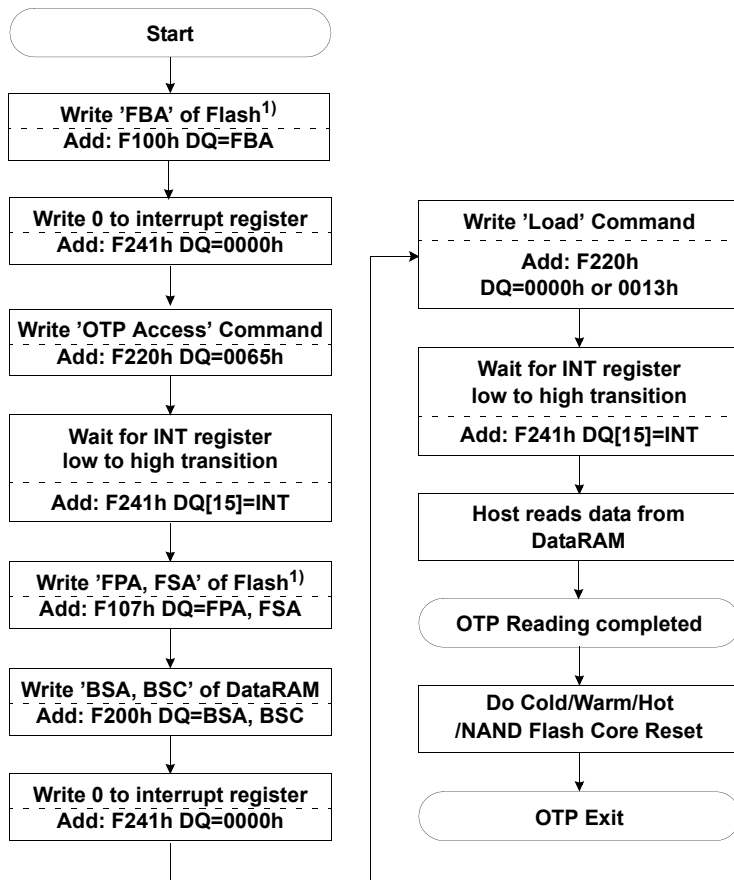 Start
Write ’FBA’ of Flash1)
Add: F100h DQ=FBA
Write 0 to interrupt register
Add: F241h DQ=0000h
Write ’OTP Access’ Command
Add: F220h DQ=0065h
Wait for INT register
low to high transition
Add: F241h DQ[15]=INT
Write ’FPA, FSA’ of Flash1)
Add: F107h DQ=FPA, FSA
Write ’BSA, BSC’ of DataRAM
Add: F200h DQ=BSA, BSC
Write 0 to interrupt register
Add: F241h DQ=0000h
Write ’Load’ Command
Add: F220h
DQ=0000h or 0013h
Wait for INT register
low to high transition
Add: F241h DQ[15]=INT
Host reads data from
DataRAM
OTP Reading completed
Do Cold/Warm/Hot
/NAND Flash Core Reset
OTP Exit